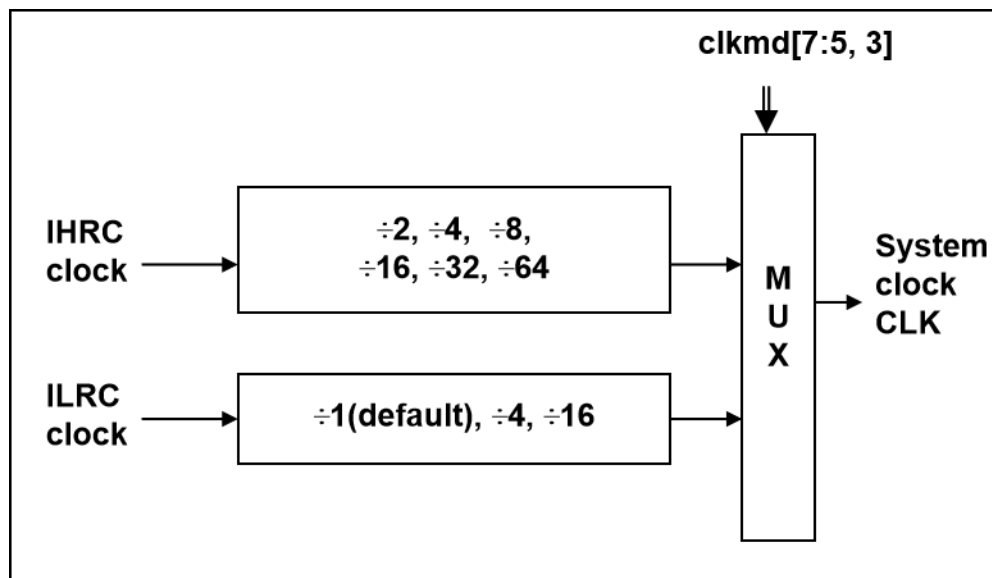 clkmd[7:5, 3]
IHRC
clock
÷2, ÷4, ÷8,
÷16, ÷32, ÷64
M
U
X
System
clock
CLK
ILRC
clock
÷1(default), ÷4, ÷16